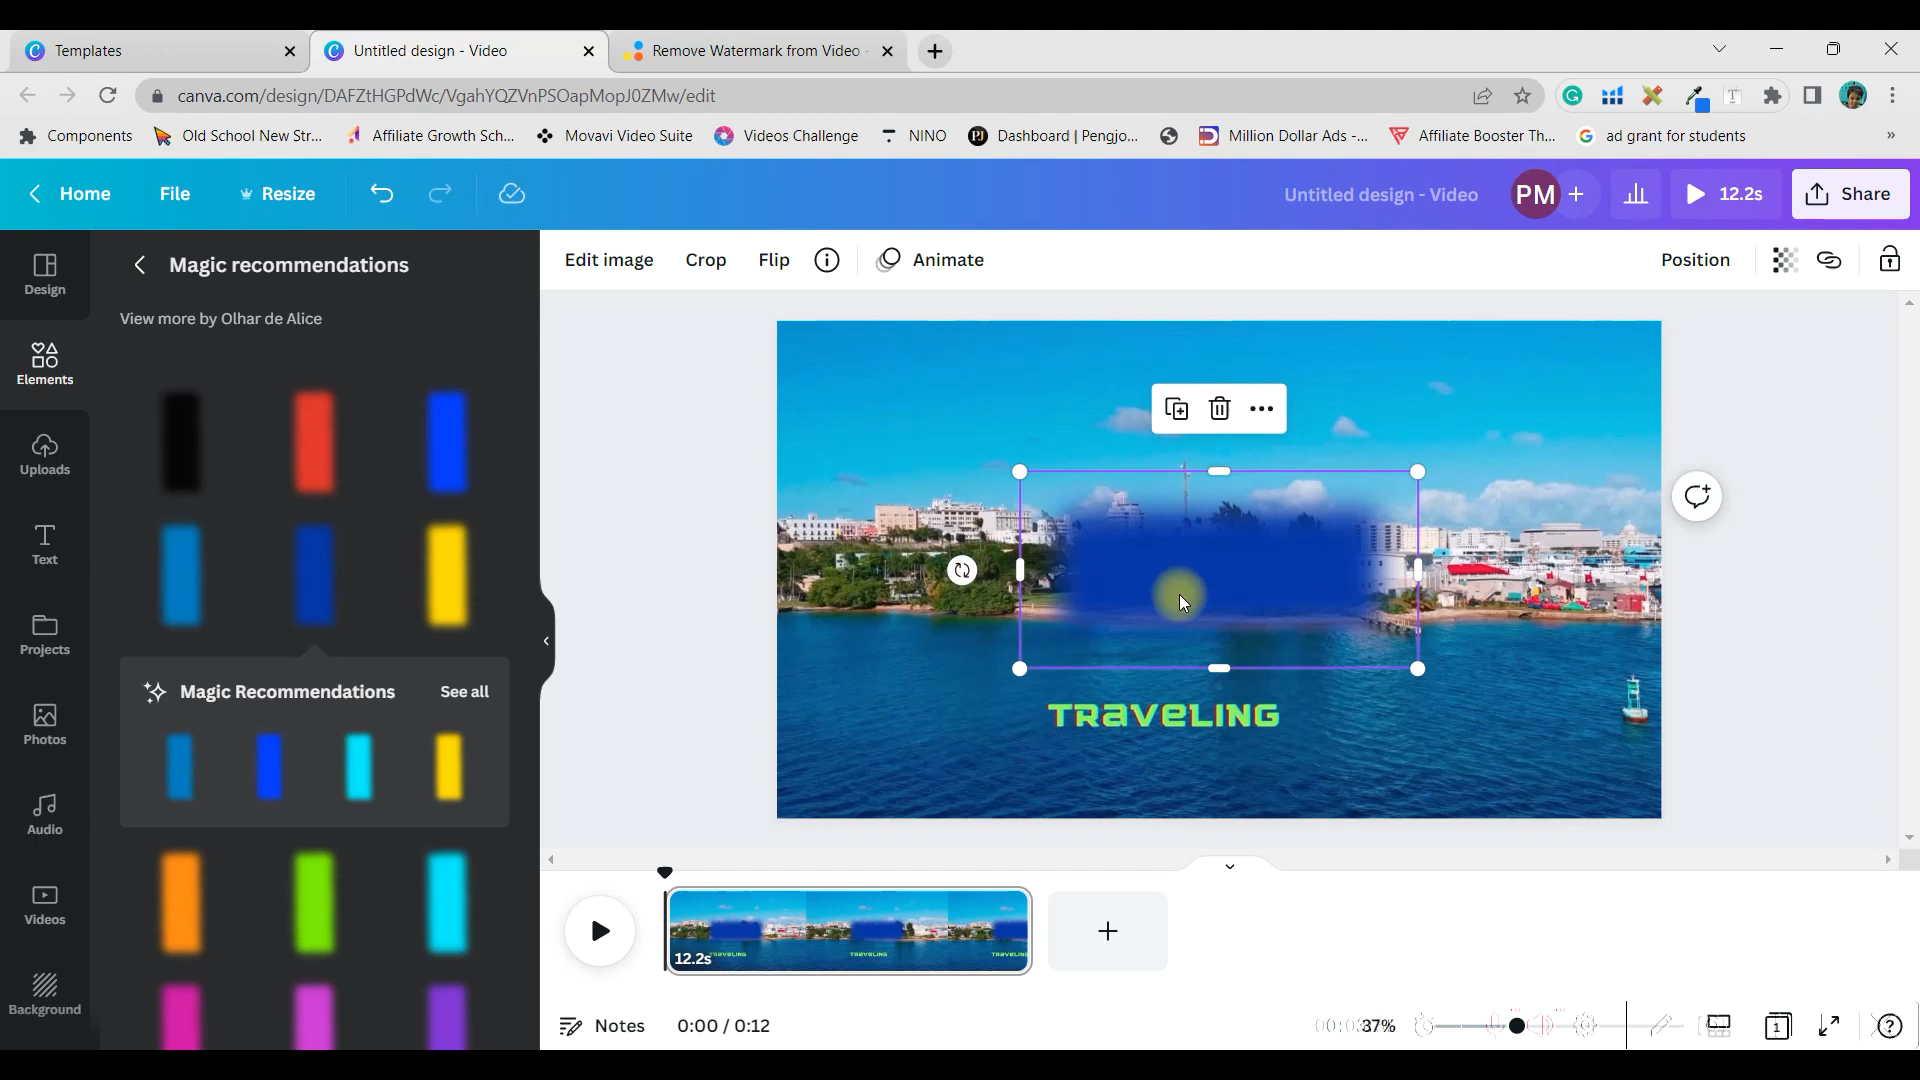 Templates
Untitled design - Video
Remove Watermark from Video -
canva.com/design/DAFZtHGPdWc/VgahYQZVnPSOapMopJ0ZMw/edit
Components
Old School New Str...
Affiliate Growth Sch...
Movavi Video Suite
Videos Challenge
NINO
Dashboard | Pengjo...
Million Dollar Ads -...
Affiliate Booster Th...
ad grant for students
Home
File
Resize
Untitled design - Video
PM
12.2s
Share
Design
Elements
Uploads
Text
Projects
Photos
Audio
Videos
Background
Magic recommendations
View more by Olhar de Alice
Magic Recommendations
See all
Edit image
Crop
Flip
Animate
Position
TRAVELING
12.2s
TRAVELING
TRAVELING
TRAVELING
Notes
0:00 / 0:12
37%
1